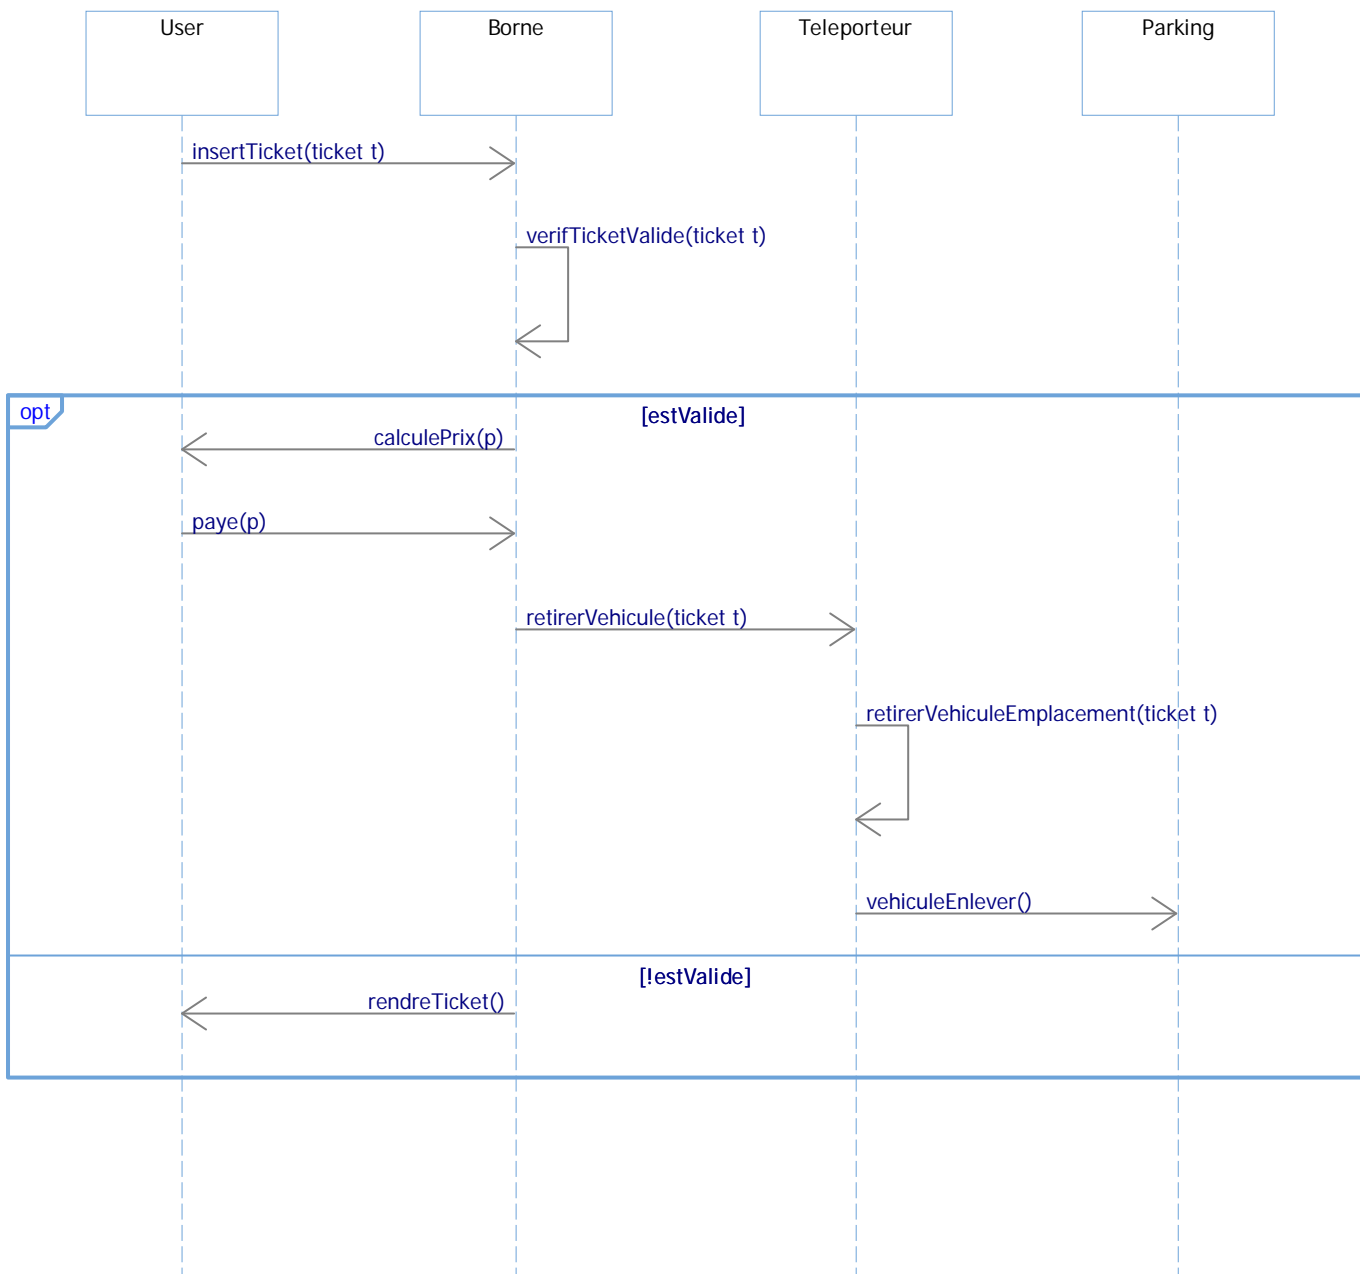 User
Borne
Teleporteur
Parking
insertTicket(ticket t)
verifTicketValide(ticket t)
opt
[estValide]
calculePrix(p)
paye(p)
retirerVehicule(ticket t)
retirerVehiculeEmplacement(ticket t)
vehiculeEnlever()
[!estValide]
rendreTicket()